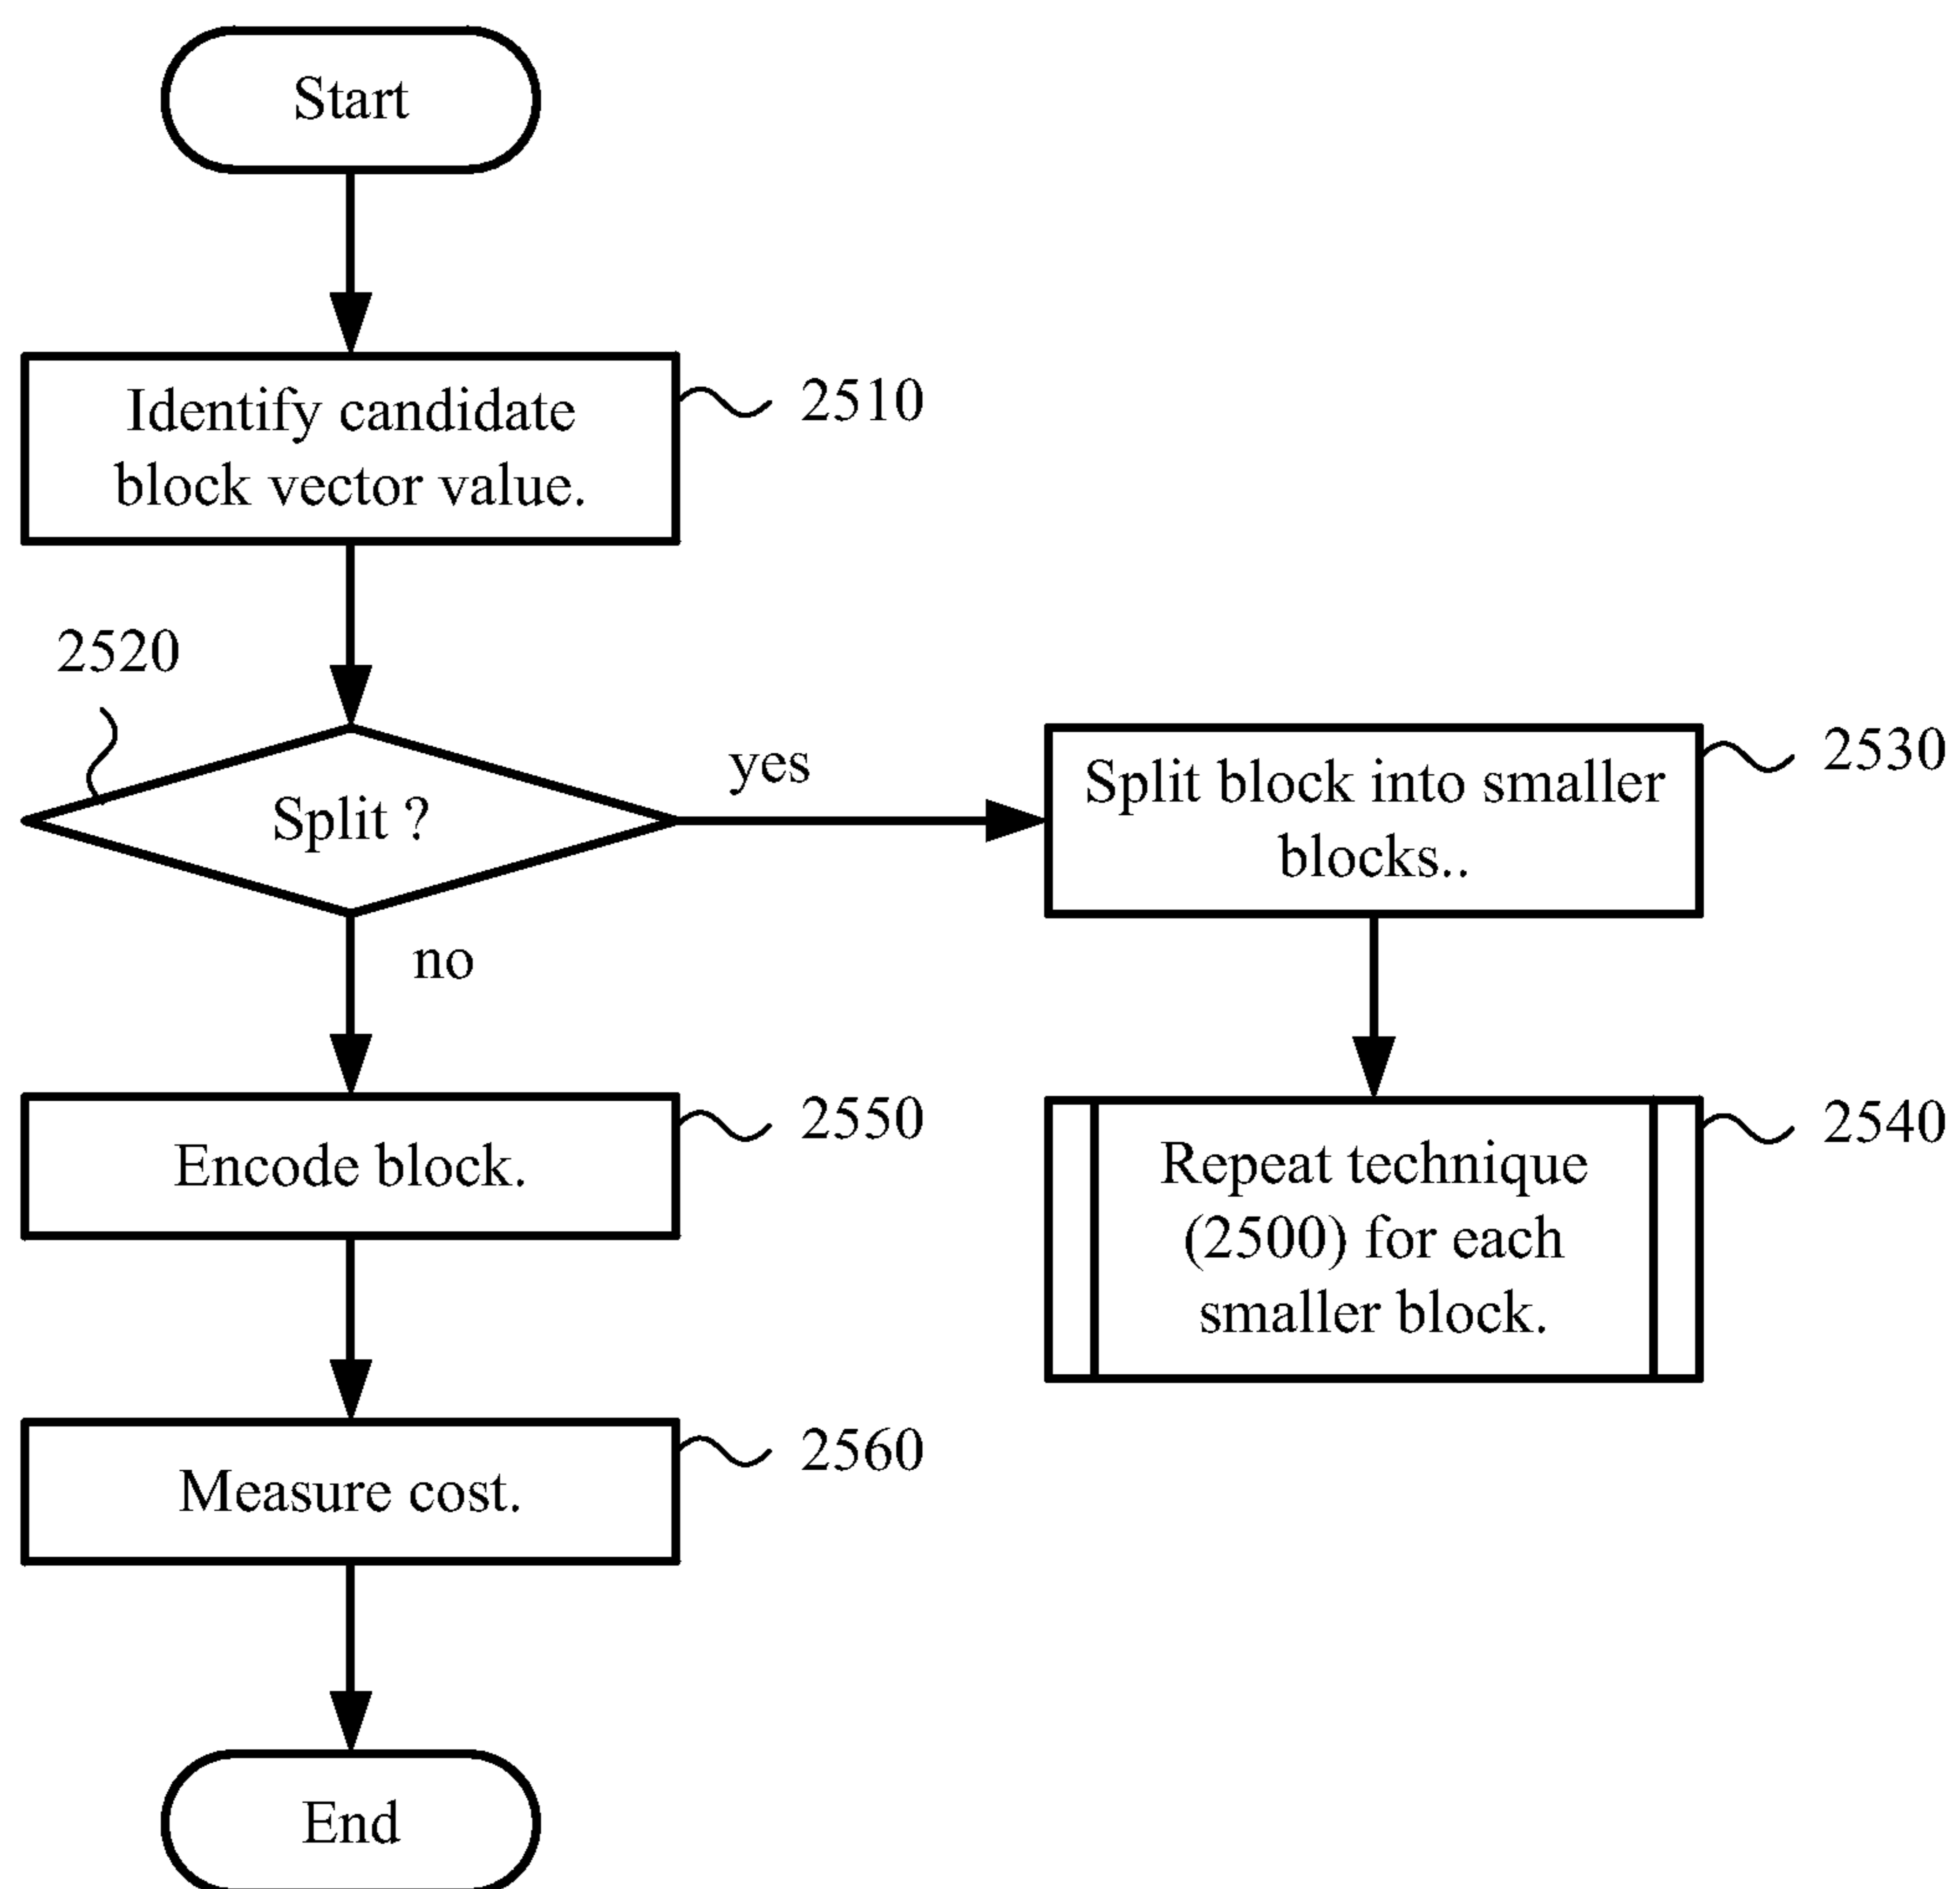 Start
Identify candidate
block vector value.
2510
2520
Split ?
yes
no
Split block into smaller
blocks..
2530
Repeat technique
(2500) for each
smaller block.
2540
Encode block.
2550
Measure cost.
2560
End